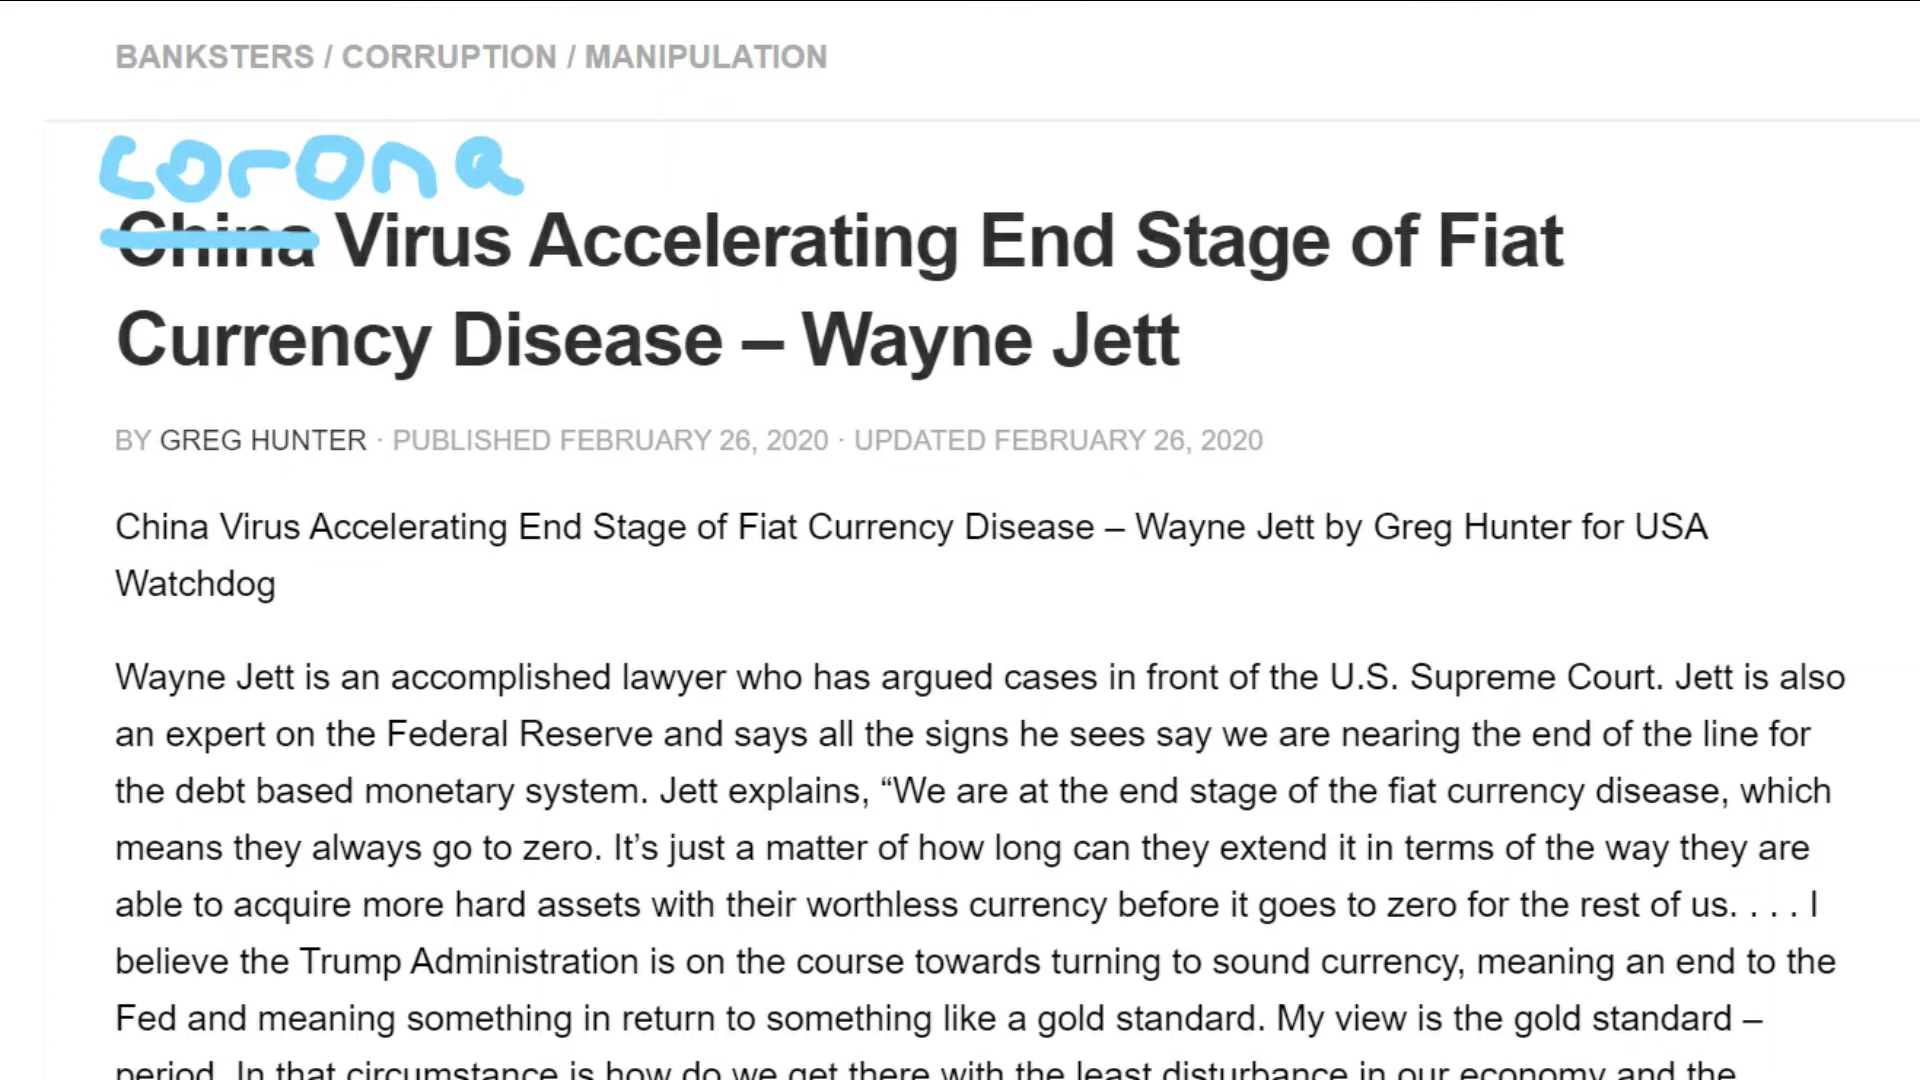 BANKSTERS / CORRUPTION / MANIPULATION
corona
China Virus Accelerating End Stage of Fiat
Currency Disease – Wayne Jett
BY GREG HUNTER · PUBLISHED FEBRUARY 26, 2020 · UPDATED FEBRUARY 26, 2020
China Virus Accelerating End Stage of Fiat Currency Disease – Wayne Jett by Greg Hunter for USA
Watchdog
Wayne Jett is an accomplished lawyer who has argued cases in front of the U.S. Supreme Court. Jett is also
an expert on the Federal Reserve and says all the signs he sees say we are nearing the end of the line for
the debt based monetary system. Jett explains, “We are at the end stage of the fiat currency disease, which
means they always go to zero. It’s just a matter of how long can they extend it in terms of the way they are
able to acquire more hard assets with their worthless currency before it goes to zero for the rest of us. . . . I
believe the Trump Administration is on the course towards turning to sound currency, meaning an end to the
Fed and meaning something in return to something like a gold standard. My view is the gold standard –
period. In that circumstance is how do we get there with the least disturbance in our economy and the